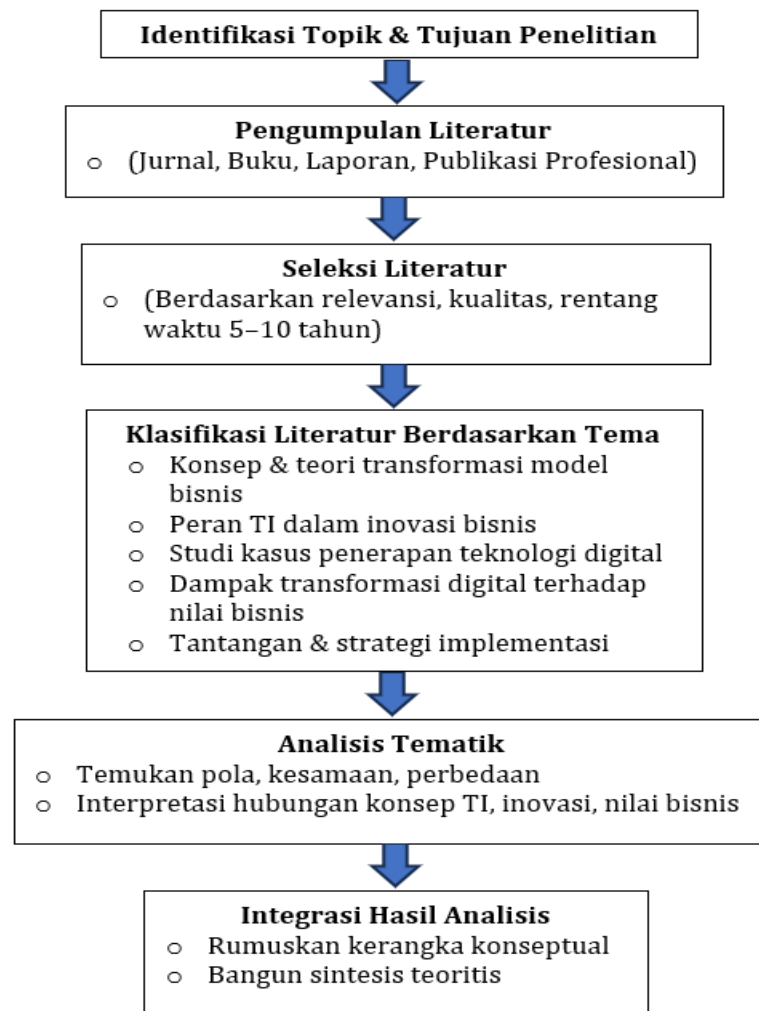 Identifikasi Topik & Tujuan Penelitian
Pengumpulan Literatur
o (Jurnal, Buku, Laporan, Publikasi Profesional)
Seleksi Literatur
o (Berdasarkan relevansi, kualitas, rentang
waktu 5–10 tahun)
Klasifikasi Literatur Berdasarkan Tema
o Konsep & teori transformasi model
bisnis
o Peran TI dalam inovasi bisnis
o Studi kasus penerapan teknologi digital
o Dampak transformasi digital terhadap
nilai bisnis
o Tantangan & strategi implementasi
Analisis Tematik
o Temukan pola, kesamaan, perbedaan
o Interpretasi hubungan konsep TI, inovasi, nilai bisnis
Integrasi Hasil Analisis
o Rumuskan kerangka konseptual
o Bangun sintesis teoritis